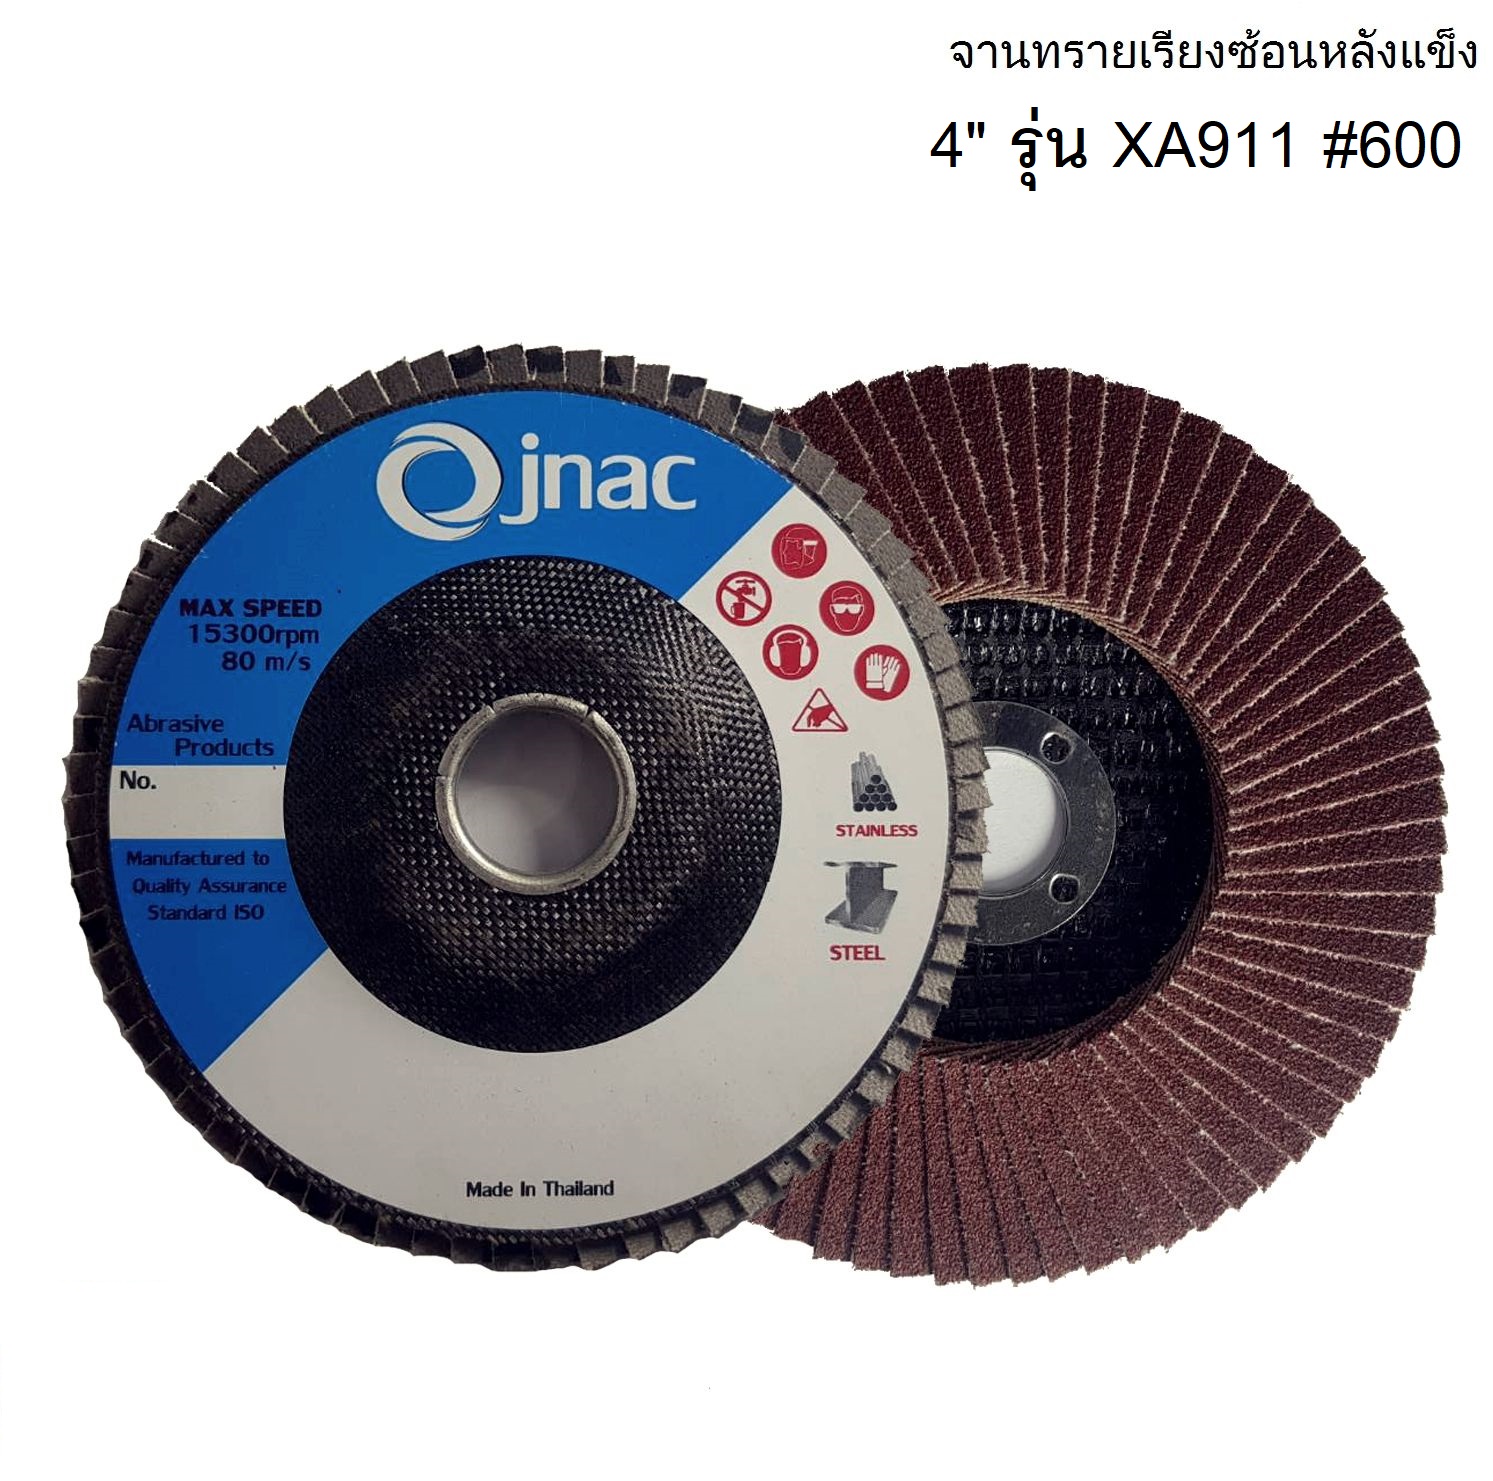 จานทรายเรียงซ้อนหลังแข็ง
4" รุ่น XA911 #600
jnac
MAX SPEED
15300rpm
80 m/s
Abrasive
Products
No.
Manufactured to
Quality Assurance
Standard ISO
STAINLESS
STEEL
Made In Thailand